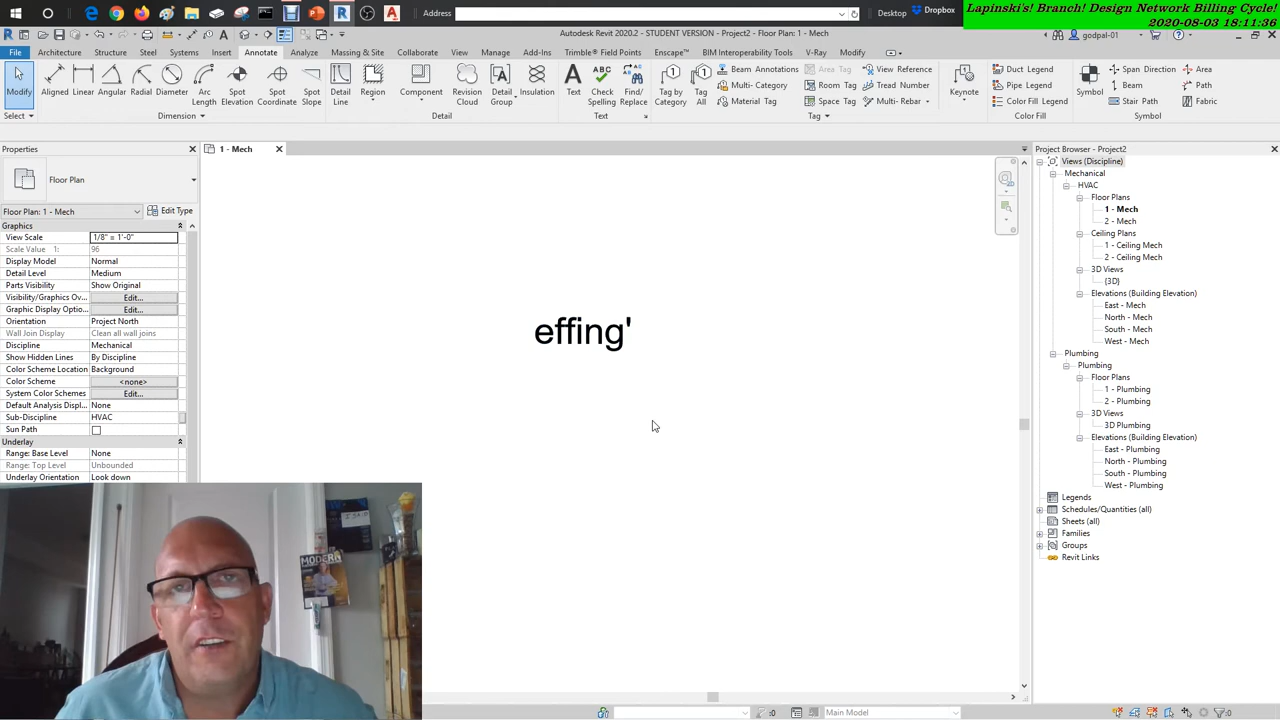 Address
Desktop
Dropbox
Lapinski's! Branch! Design Network Billing Cycle!
2020-08-03 18:11:36
Autodesk Revit 2020.2 - STUDENT VERSION - Project2 - Floor Plan: 1 - Mech
godpal-01
File Architecture Structure Steel Systems Insert Annotate Analyze Massing & Site Collaborate View Manage Add-Ins Trimble® Field Points Enscape™ BIM Interoperability Tools V-Ray Modify
Modify
Aligned Linear Angular Radial Diameter Arc Length Spot Elevation Spot Coordinate Spot Slope
Detail Line Region Component Revision Cloud Detail Group Insulation
Text Check Spelling Find/ Replace
Tag by Category Tag All
Beam Annotations Area Tag View Reference
Multi- Category Room Tag Tread Number
Material Tag Space Tag Multi- Rebar
Keynote
Duct Legend
Pipe Legend
Color Fill Legend
Symbol
Span Direction Area
Beam Path
Stair Path Fabric
Select Dimension Detail Text Tag Color Fill Symbol
Properties
Floor Plan
Floor Plan: 1 - Mech Edit Type
Graphics
View Scale 1/8" = 1'-0"
Scale Value 1: 96
Display Model Normal
Detail Level Medium
Parts Visibility Show Original
Visibility/Graphics Ov... Edit...
Graphic Display Optio... Edit...
Orientation Project North
Wall Join Display Clean all wall joins
Discipline Mechanical
Show Hidden Lines By Discipline
Color Scheme Location Background
Color Scheme <none>
System Color Schemes Edit...
Default Analysis Displ... None
Sub-Discipline HVAC
Sun Path
Underlay
Range: Base Level None
Range: Top Level Unbounded
Underlay Orientation Look down
1 - Mech
effing'
MODERN
Project Browser - Project2
Views (Discipline)
Mechanical
HVAC
Floor Plans
1 - Mech
2 - Mech
Ceiling Plans
1 - Ceiling Mech
2 - Ceiling Mech
3D Views
{3D}
Elevations (Building Elevation)
East - Mech
North - Mech
South - Mech
West - Mech
Plumbing
Plumbing
Floor Plans
1 - Plumbing
2 - Plumbing
3D Views
3D Plumbing
Elevations (Building Elevation)
East - Plumbing
North - Plumbing
South - Plumbing
West - Plumbing
Legends
Schedules/Quantities (all)
Sheets (all)
Families
Groups
Revit Links
:0 Main Model :0